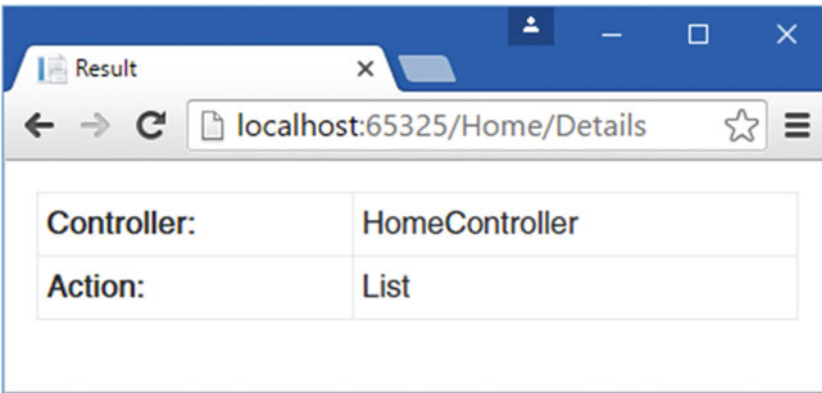 Result
localhost:65325/Home/Details
Controller: HomeController
Action: List